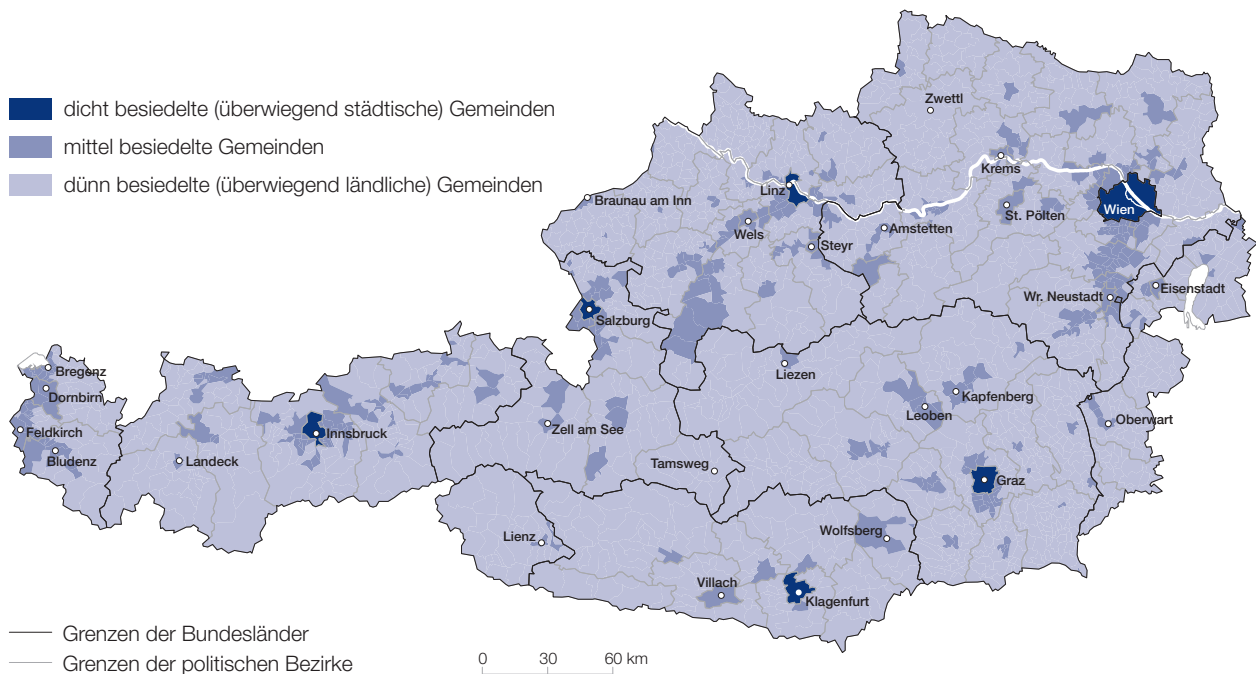 dicht besiedelte (überwiegend städtische) Gemeinden
mittel besiedelte Gemeinden
dünn besiedelte (überwiegend ländliche) Gemeinden
Zwettl
Krems
Linz
Wien
Braunau am Inn
St. Pölten
Wels
Amstetten
Steyr
Eisenstadt
Wr. Neustadt
Salzburg
Bregenz
Liezen
Dornbirn
Kapfenberg
Leoben
Oberwart
Feldkirch
Innsbruck
Zell am See
Bludenz
Landeck
Tamsweg
Graz
Wolfsberg
Lienz
Villach
Klagenfurt
Grenzen der Bundesländer
Grenzen der politischen Bezirke
0 30 60 km